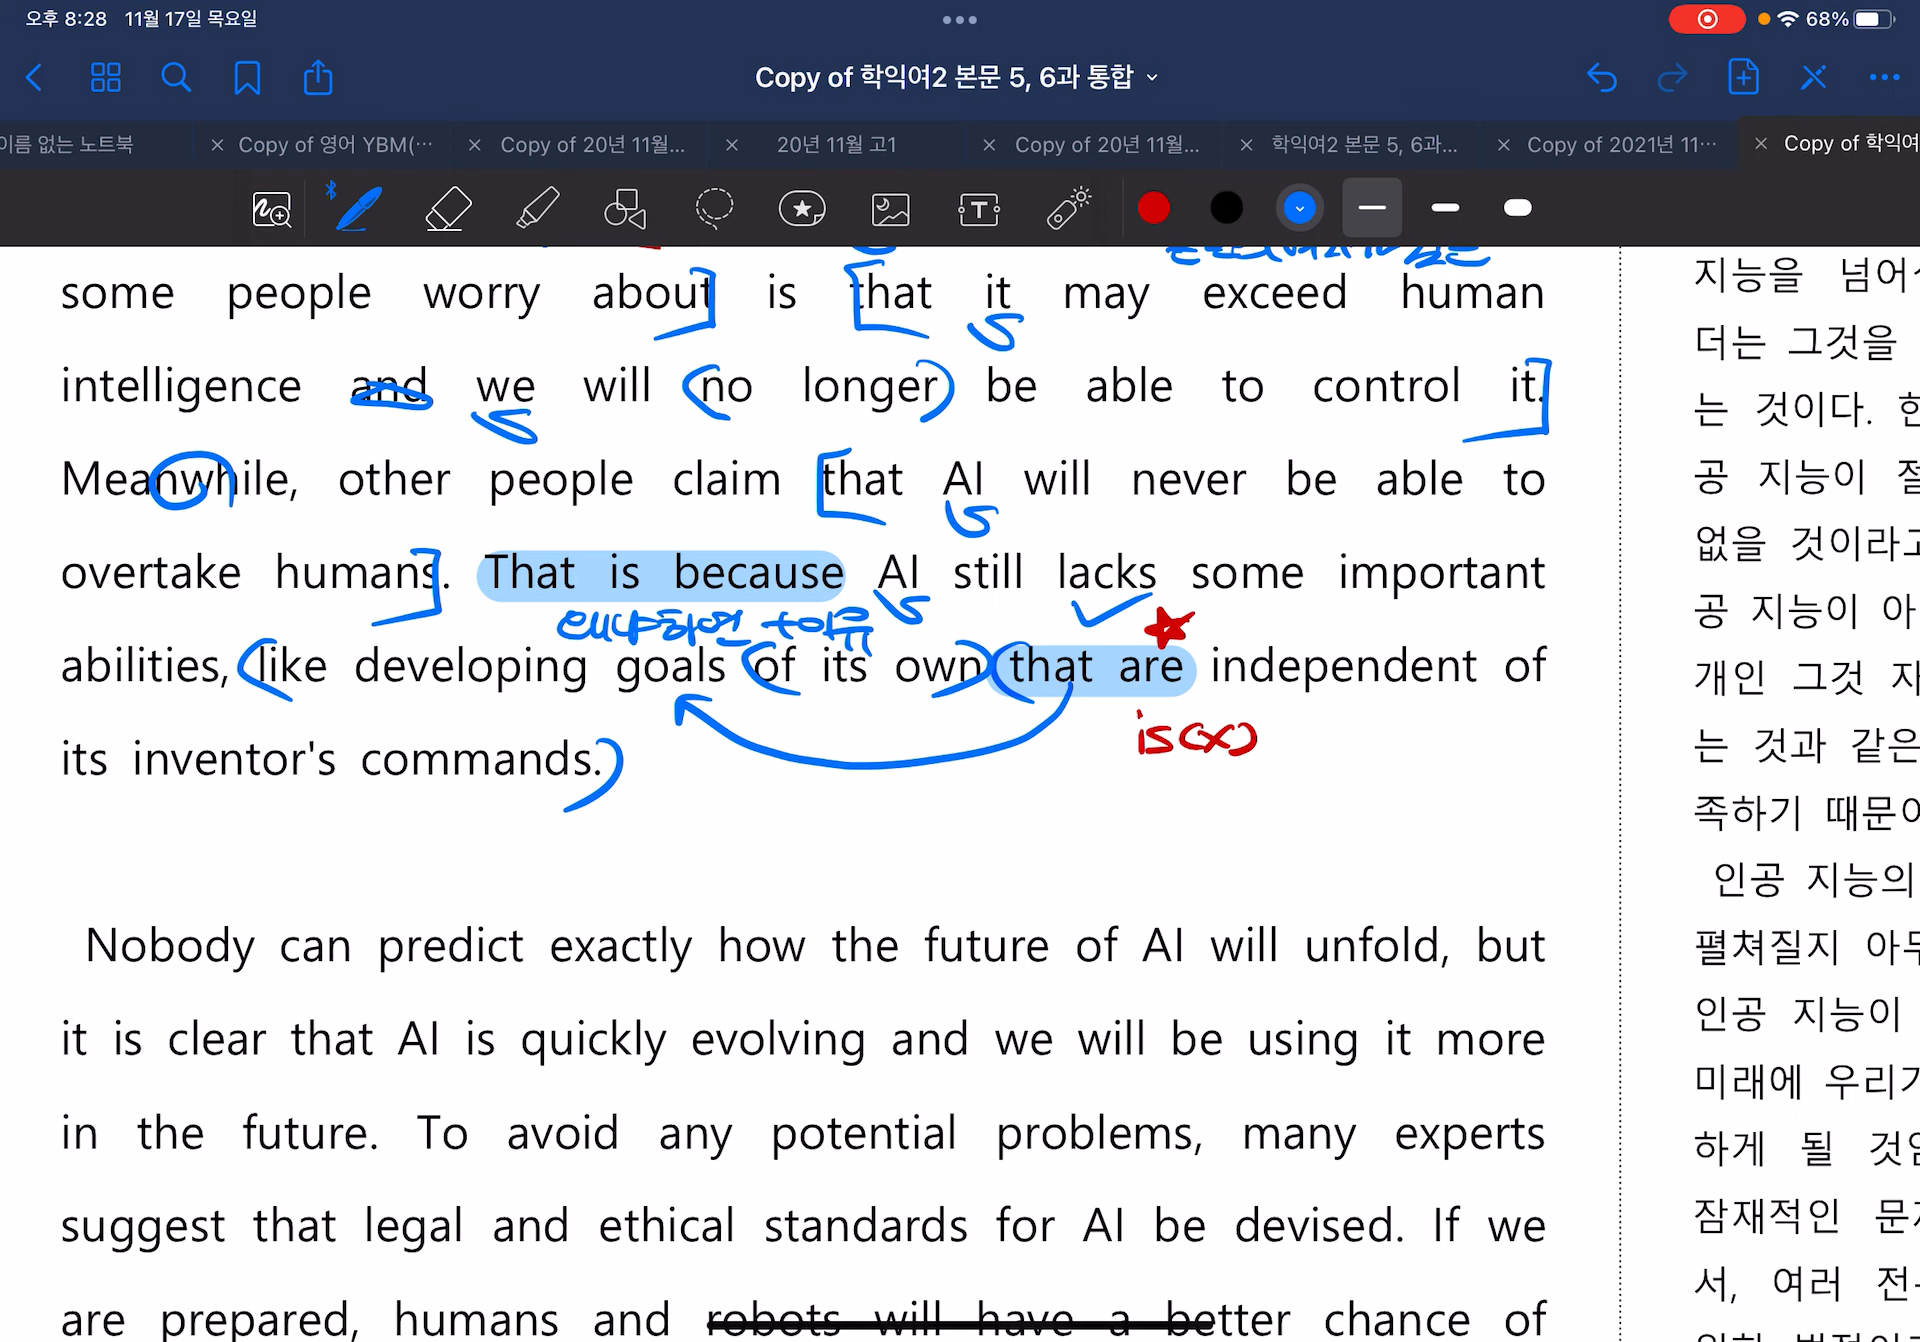 오후 8:28 11월 17일 목요일
68%
Copy of 학익여2 본문 5, 6과 통합
이름 없는 노트북
Copy of 영어 YBM(…
Copy of 20년 11월...
20년 11월 고1
Copy of 20년 11월...
학익여2 본문 5, 6과...
Copy of 2021년 11…
Copy of 학익여
some people worry about is that it may exceed human
S
intelligence and we will no longer be able to control it.
S
Meanwhile, other people claim that AI will never be able to
S
overtake humans. That is because AI still lacks some important
S
왜냐하면 +이유
abilities, like developing goals of its own that are independent of
is(x)
its inventor's commands.
Nobody can predict exactly how the future of AI will unfold, but
it is clear that AI is quickly evolving and we will be using it more
in the future. To avoid any potential problems, many experts
suggest that legal and ethical standards for AI be devised. If we
are prepared, humans and robots will have a better chance of
지능을 넘어
더는 그것을
는 것이다. 한
공 지능이 절
없을 것이라고
공 지능이 아
개인 그것 자
는 것과 같은
족하기 때문이
인공 지능의
펼쳐질지 아무
인공 지능이
미래에 우리가
하게 될 것임
잠재적인 문제
서, 여러 전